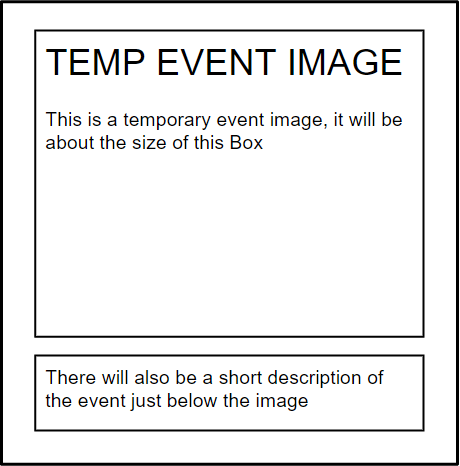 TEMP EVENT IMAGE
This is a temporary event image, it will be
about the size of this Box
There will also be a short description of
the event just below the image